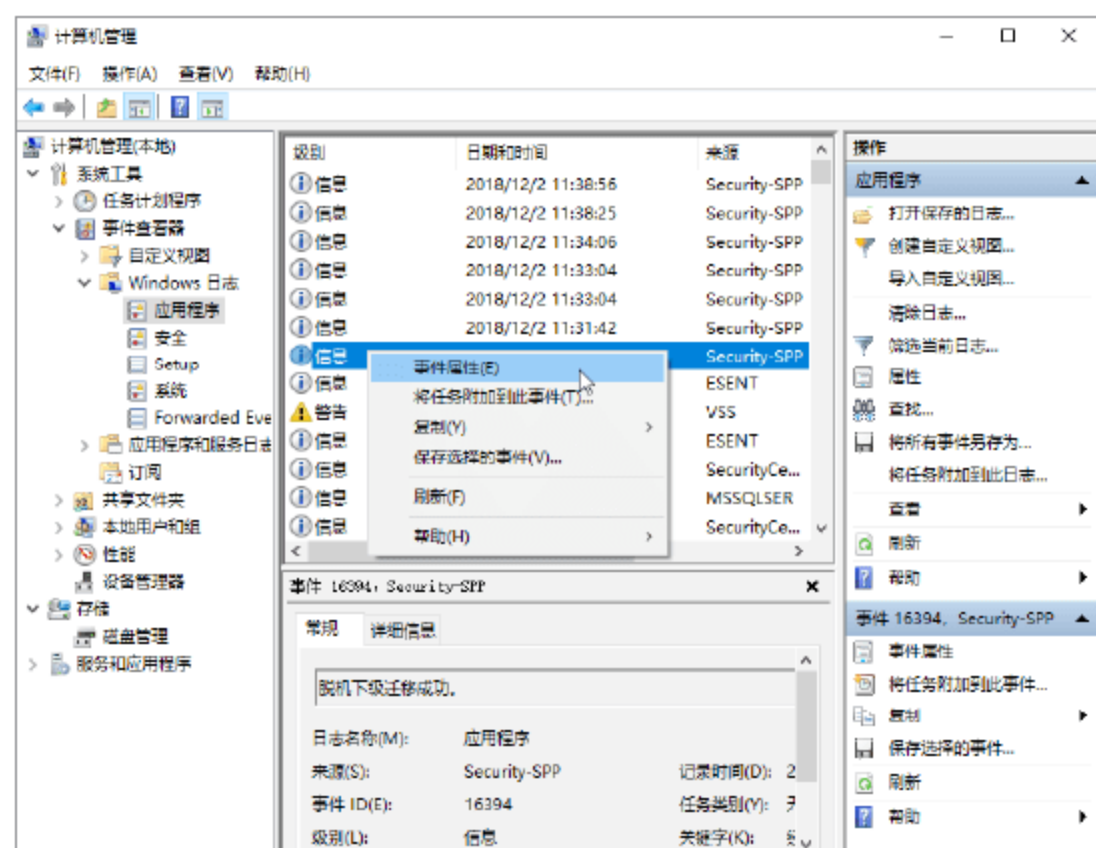 计算机管理
文件(F) 操作(A) 查看(V) 帮助(H)
计算机管理(本地)
系统工具
任务计划程序
事件查看器
自定义视图
Windows 日志
应用程序
安全
Setup
系统
Forwarded Eve
应用程序和服务日志
订阅
共享文件夹
本地用户和组
性能
设备管理器
存储
磁盘管理
服务和应用程序
级别 日期和时间 来源
信息 2018/12/2 11:38:56 Security-SPP
信息 2018/12/2 11:38:25 Security-SPP
信息 2018/12/2 11:34:06 Security-SPP
信息 2018/12/2 11:33:04 Security-SPP
信息 2018/12/2 11:33:04 Security-SPP
信息 2018/12/2 11:31:42 Security-SPP
信息 Security-SPP
信息 ESENT
警告 VSS
信息 ESENT
信息 SecurityCe...
信息 MSSQLSER
信息 SecurityCe...
事件属性(E)
将任务附加到此事件(T)...
复制(Y)
保存选择的事件(V)...
刷新(F)
帮助(H)
事件 16394，Security-SPP
常规 详细信息
脱机下级迁移成功。
日志名称(M): 应用程序
来源(S): Security-SPP 记录时间(D): 2
事件 ID(E): 16394 任务类别(Y):
级别(L): 信息 关键字(K):
操作
应用程序
打开保存的日志...
创建自定义视图...
导入自定义视图...
清除日志...
筛选当前日志...
属性
查找...
将所有事件另存为...
将任务附加到此日志...
查看
刷新
帮助
事件 16394，Security-SPP
事件属性
将任务附加到此事件...
复制
保存选择的事件...
刷新
帮助